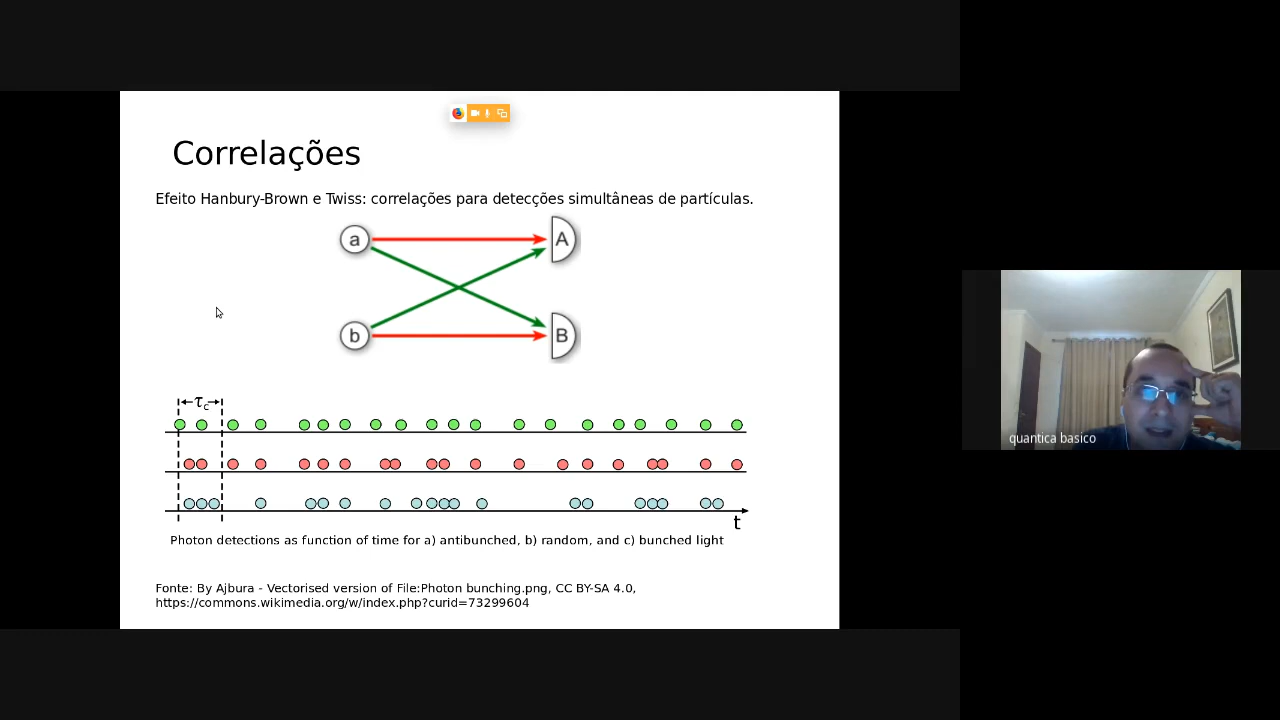 Correlações
Efeito Hanbury-Brown e Twiss: correlações para detecções simultâneas de partículas.
a
A
b
B
τc
t
Photon detections as function of time for a) antibunched, b) random, and c) bunched light
Fonte: By Ajbura - Vectorised version of File:Photon bunching.png, CC BY-SA 4.0,
https://commons.wikimedia.org/w/index.php?curid=73299604
quantica basico